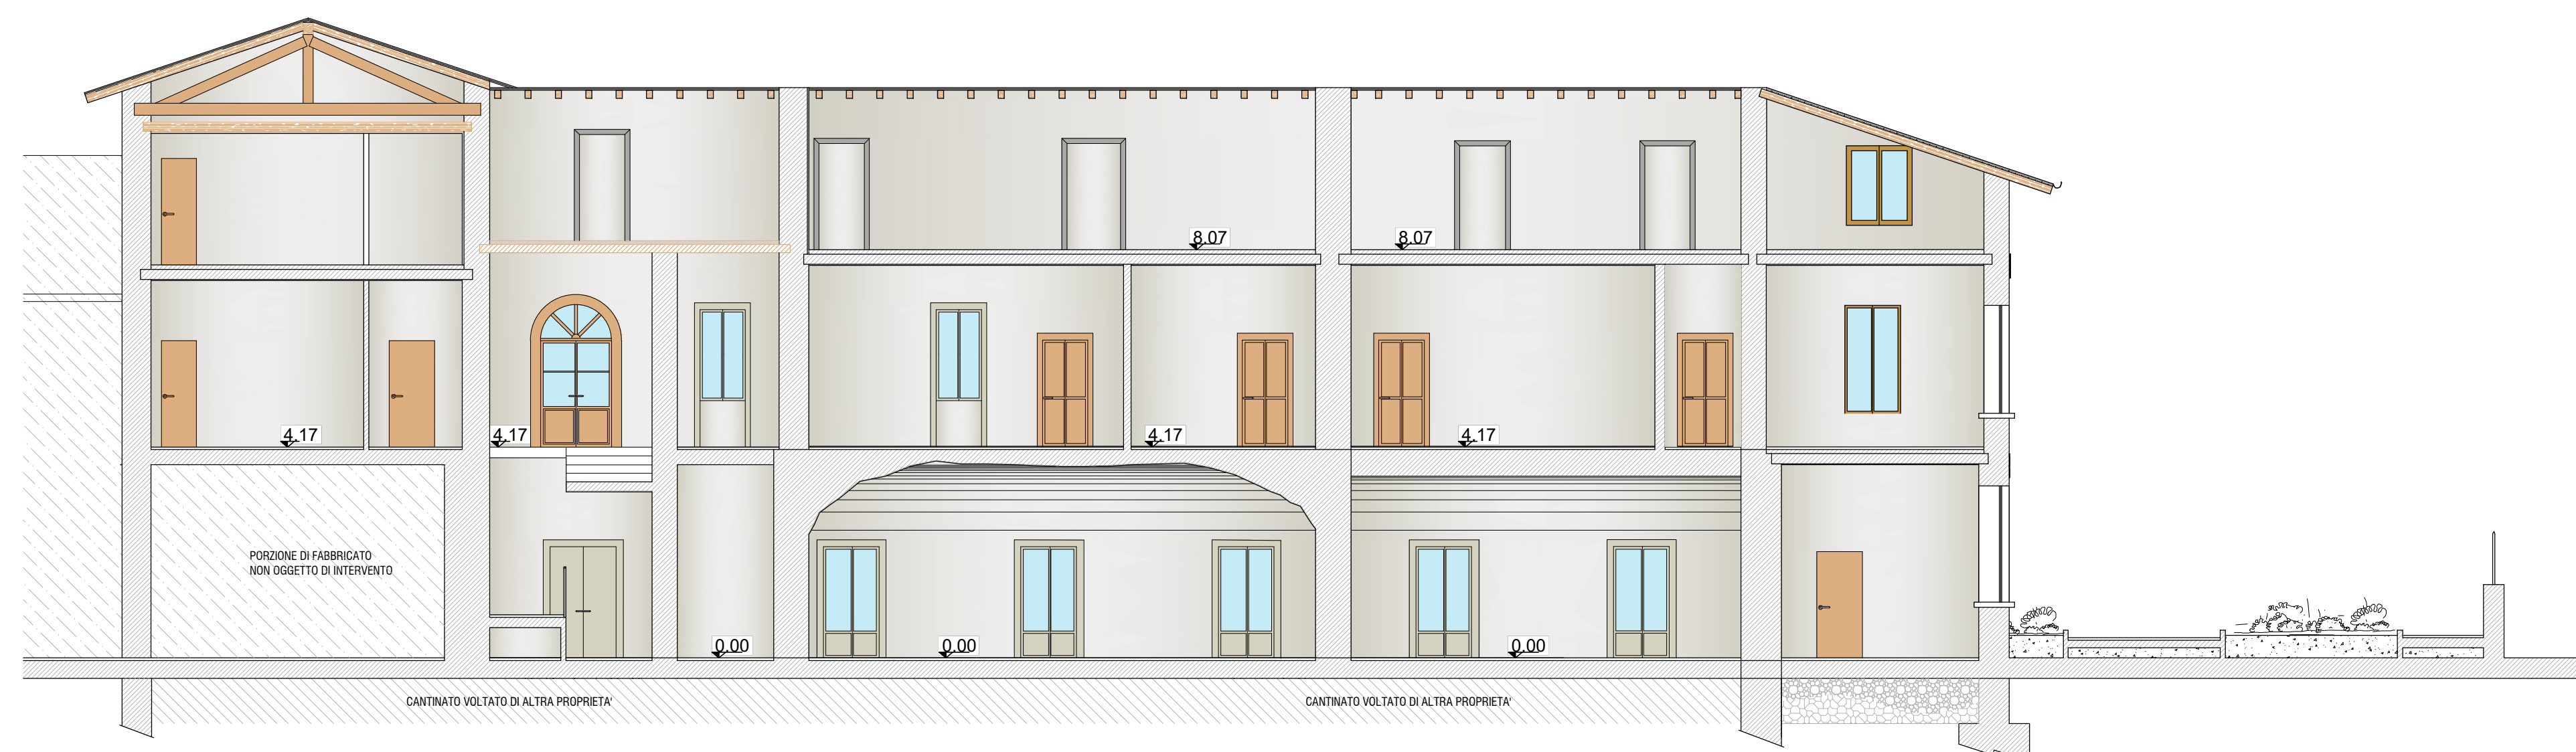 8.07
8.07
4.17
4.17
4.17
4.17
PORZIONE DI FABBRICATO
NON OGGETTO DI INTERVENTO
0.00
0.00
0.00
CANTINATO VOLTATO DI ALTRA PROPRIETA'
CANTINATO VOLTATO DI ALTRA PROPRIETA'